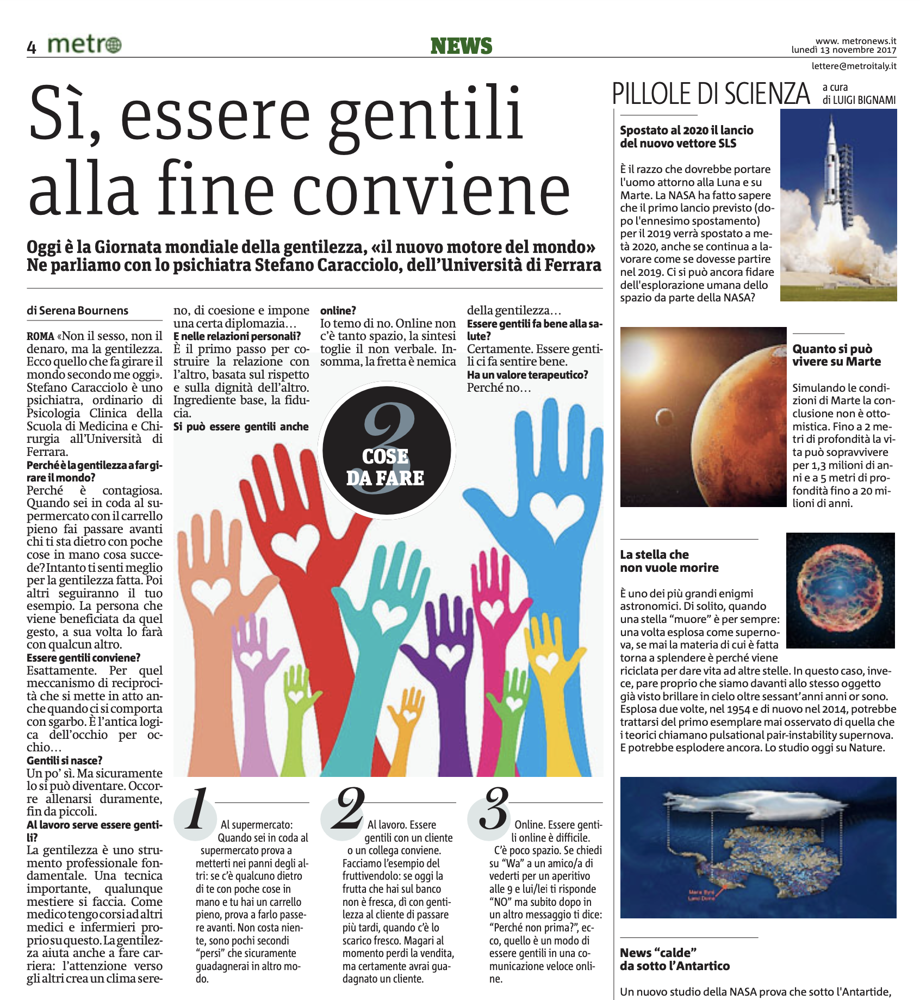 4 metro
NEWS
www. metronews.it
lunedì 13 novembre 2017
lettere@metroitaly.it
Sì, essere gentili
alla fine conviene
Oggi è la Giornata mondiale della gentilezza, «il nuovo motore del mondo»
Ne parliamo con lo psichiatra Stefano Caracciolo, dell’Università di Ferrara
di Serena Bournens
ROMA «Non il sesso, non il
denaro, ma la gentilezza.
Ecco quello che fa girare il
mondo secondo me oggi».
Stefano Caracciolo è uno
psichiatra, ordinario di
Psicologia Clinica della
Scuola di Medicina e Chi-
rurgia all’Università di
Ferrara.
Perché è la gentilezza a far gi-
rare il mondo?
Perché è contagiosa.
Quando sei in coda al su-
permercato con il carrello
pieno fai passare avanti
chi ti sta dietro con poche
cose in mano cosa succe-
de? Intanto ti senti meglio
per la gentilezza fatta. Poi
altri seguiranno il tuo
esempio. La persona che
viene beneficiata da quel
gesto, a sua volta lo farà
con qualcun altro.
Essere gentili conviene?
Esattamente. Per quel
meccanismo di reciproci-
tà che si mette in atto an-
che quando ci si comporta
con sgarbo. È l’antica logi-
ca dell’occhio per oc-
chio…
Gentili si nasce?
Un po’ sì. Ma sicuramente
lo si può diventare. Occor-
re allenarsi duramente,
fin da piccoli.
Al lavoro serve essere genti-
li?
La gentilezza è uno stru-
mento professionale fon-
damentale. Una tecnica
importante, qualunque
mestiere si faccia. Come
medico tengo corsi ad altri
medici e infermieri pro-
prio su questo. La gentilez-
za aiuta anche a fare car-
riera: l’attenzione verso
gli altri crea un clima sere-
no, di coesione e impone
una certa diplomazia…
E nelle relazioni personali?
È il primo passo per co-
struire la relazione con
l’altro, basata sul rispetto
e sulla dignità dell’altro.
Ingrediente base, la fidu-
cia.
Si può essere gentili anche
online?
Io temo di no. Online non
c’è tanto spazio, la sintesi
toglie il non verbale. In-
somma, la fretta è nemica
della gentilezza…
Essere gentili fa bene alla sa-
lute?
Certamente. Essere genti-
li ci fa sentire bene.
Ha un valore terapeutico?
Perché no…
3
COSE
DA FARE
1
Al supermercato:
Quando sei in coda al
supermercato prova a
metterti nei panni degli al-
tri: se c’è qualcuno dietro
di te con poche cose in
mano e tu hai un carrello
pieno, prova a farlo passe-
re avanti. Non costa nien-
te, sono pochi secondi
“persi” che sicuramente
guadagnerai in altro mo-
do.
2
Al lavoro. Essere
gentili con un cliente
o un collega conviene.
Facciamo l’esempio del
fruttivendolo: se oggi la
frutta che hai sul banco
non è fresca, dì con genti-
lezza al cliente di passare
più tardi, quando c’è lo
scarico fresco. Magari al
momento perdi la vendita,
ma certamente avrai gua-
dagnato un cliente.
3
Online. Essere genti-
li online è difficile.
C’è poco spazio. Se chiedi
su “Wa” a un amico/a di
vederti per un aperitivo
alle 9 e lui/lei ti risponde
“NO” ma subito dopo in
un altro messaggio ti dice:
“Perché non prima?”, ec-
co, quello è un modo di
essere gentili in una co-
municazione veloce onli-
ne.
PILLOLE DI SCIENZA
a cura
di LUIGI BIGNAMI
Spostato al 2020 il lancio
del nuovo vettore SLS
È il razzo che dovrebbe portare
l'uomo attorno alla Luna e su
Marte. La NASA ha fatto sapere
che il primo lancio previsto (do-
po l'ennesimo spostamento)
per il 2019 verrà spostato a me-
tà 2020, anche se continua a la-
vorare come se dovesse partire
nel 2019. Ci si può ancora fidare
dell'esplorazione umana dello
spazio da parte della NASA?
Quanto si può
vivere su Marte
Simulando le condi-
zioni di Marte la con-
clusione non è otto-
mistica. Fino a 2 me-
tri di profondità la vi-
ta può sopravvivere
per 1,3 milioni di an-
ni e a 5 metri di pro-
fondità fino a 20 mi-
lioni di anni.
La stella che
non vuole morire
È uno dei più grandi enigmi
astronomici. Di solito, quando
una stella “muore” è per sempre:
una volta esplosa come superno-
va, se mai la materia di cui è fatta
torna a splendere è perché viene
riciclata per dare vita ad altre stelle. In questo caso, inve-
ce, pare proprio che siamo davanti allo stesso oggetto
già visto brillare in cielo oltre sessant’anni anni or sono.
Esplosa due volte, nel 1954 e di nuovo nel 2014, potrebbe
trattarsi del primo esemplare mai osservato di quella che
i teorici chiamano pulsational pair-instability supernova.
E potrebbe esplodere ancora. Lo studio oggi su Nature.
Marie Byrd
Land Dome
News “calde”
da sotto l’Antartico
Un nuovo studio della NASA prova che sotto l'Antartide,